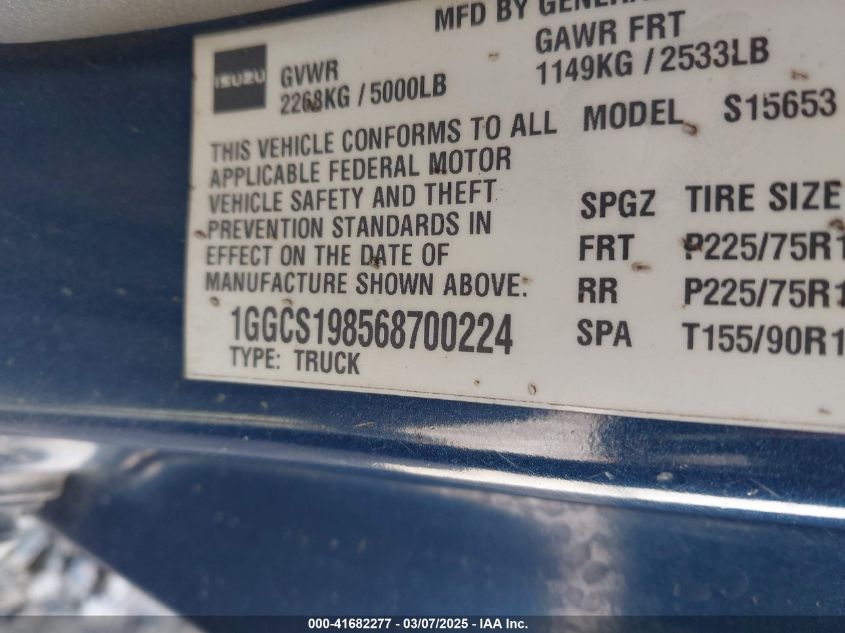 MFD BY GENERA
ISUZU
GVWR
2268KG / 5000LB
GAWR FRT
1149KG / 2533LB
THIS VEHICLE CONFORMS TO ALL
APPLICABLE FEDERAL MOTOR
VEHICLE SAFETY AND THEFT
PREVENTION STANDARDS IN
EFFECT ON THE DATE OF
MANUFACTURE SHOWN ABOVE.
1GGCS198568700224
TYPE: TRUCK
MODEL S15653
SPGZ TIRE SIZE
FRT P225/75R1
RR P225/75R1
SPA T155/90R1
000-41682277 - 03/07/2025 - IAA Inc.